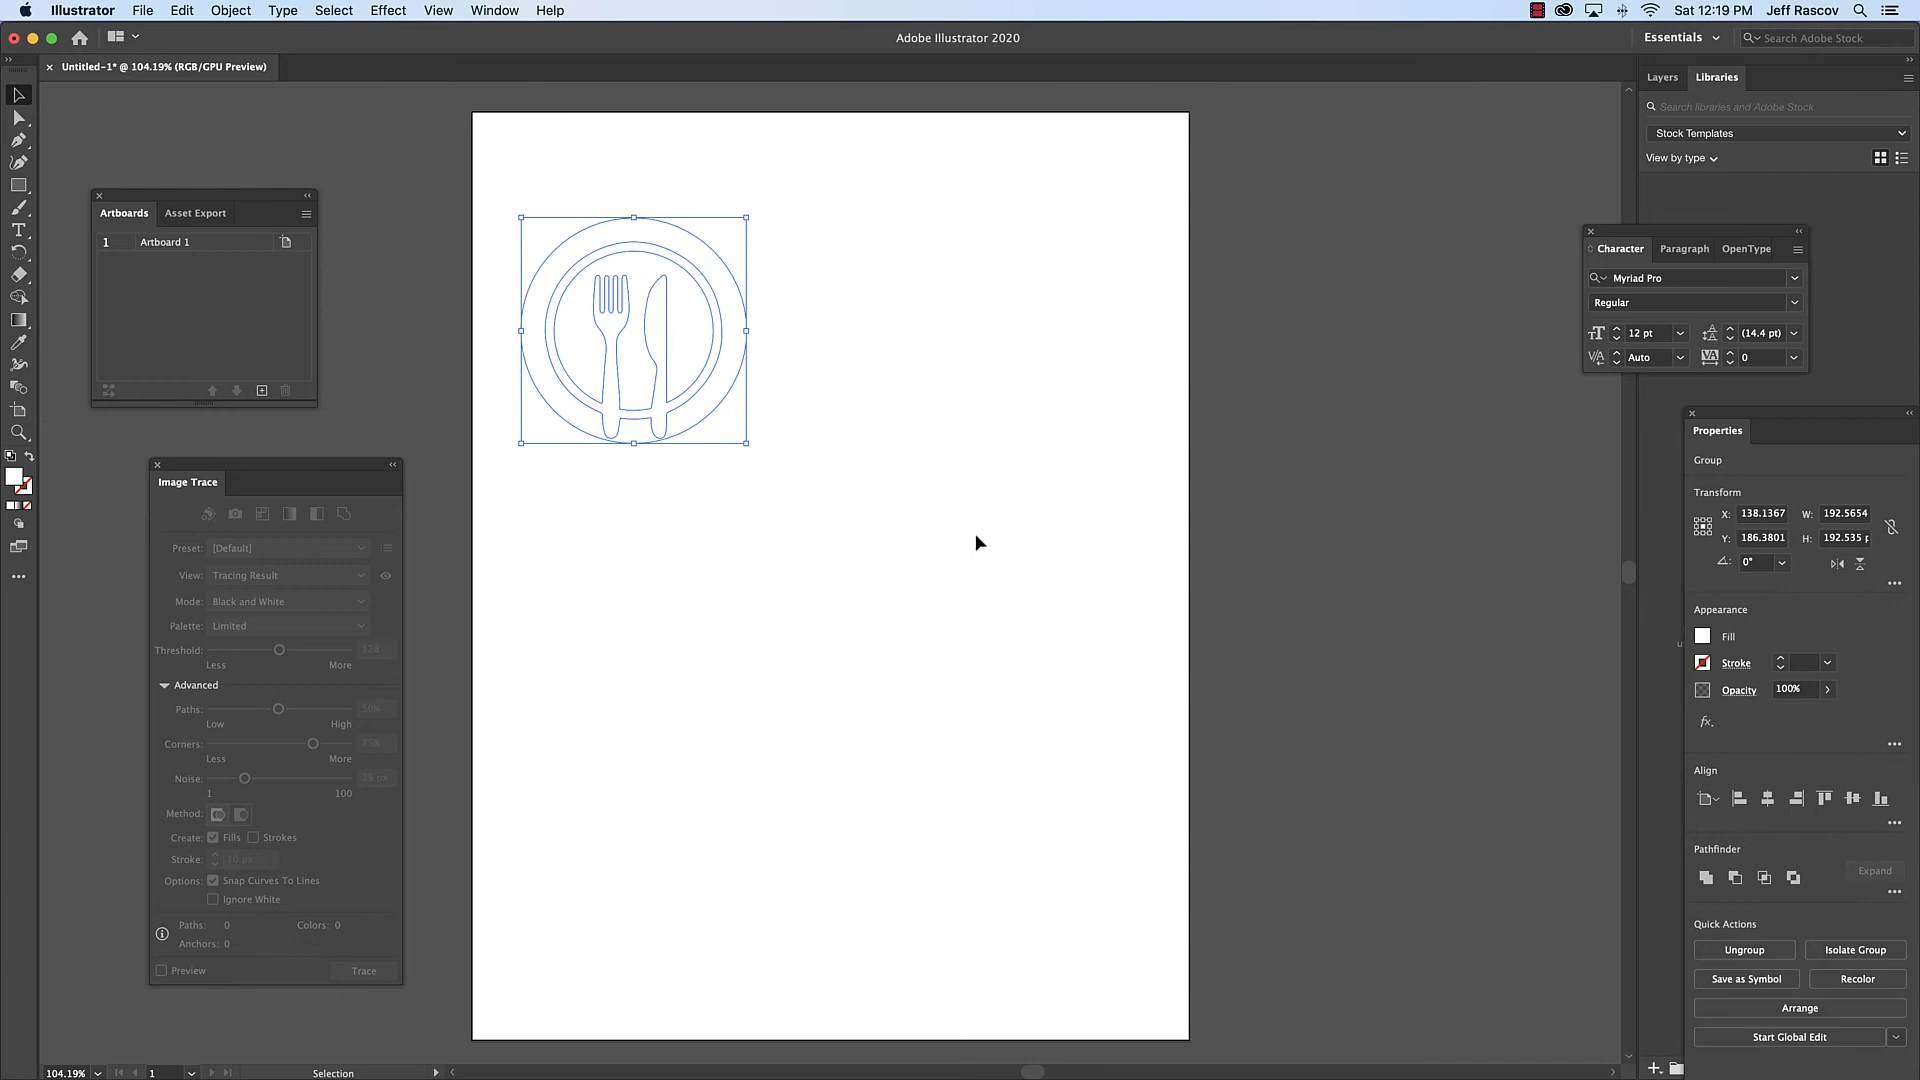 Illustrator File Edit Object Type Select Effect View Window Help
Sat 12:19 PM Jeff Rascov
Adobe Illustrator 2020
Essentials
Search Adobe Stock
Untitled-1* @ 104.19% (RGB/GPU Preview)
Layers Libraries
Search libraries and Adobe Stock
Stock Templates
View by type
Artboards Asset Export
1 Artboard 1
Character Paragraph OpenType
Myriad Pro
Regular
12 pt (14.4 pt)
Auto 0
Image Trace
Preset: [Default]
View: Tracing Result
Mode: Black and White
Palette: Limited
Threshold: 128
Less More
Advanced
Paths: 50%
Low High
Corners: 75%
Less More
Noise: 25 px
1 100
Method:
Create: Fills Strokes
Stroke: 10 px
Options: Snap Curves To Lines
Ignore White
Paths: 0 Colors: 0
Anchors: 0
Preview Trace
Properties
Group
Transform
X: 138.1367 W: 192.5654
Y: 186.3801 H: 192.535 p
0°
Appearance
Fill
Stroke
Opacity 100%
fx.
Align
Pathfinder
Expand
Quick Actions
Ungroup Isolate Group
Save as Symbol Recolor
Arrange
Start Global Edit
104.19% 1 Selection